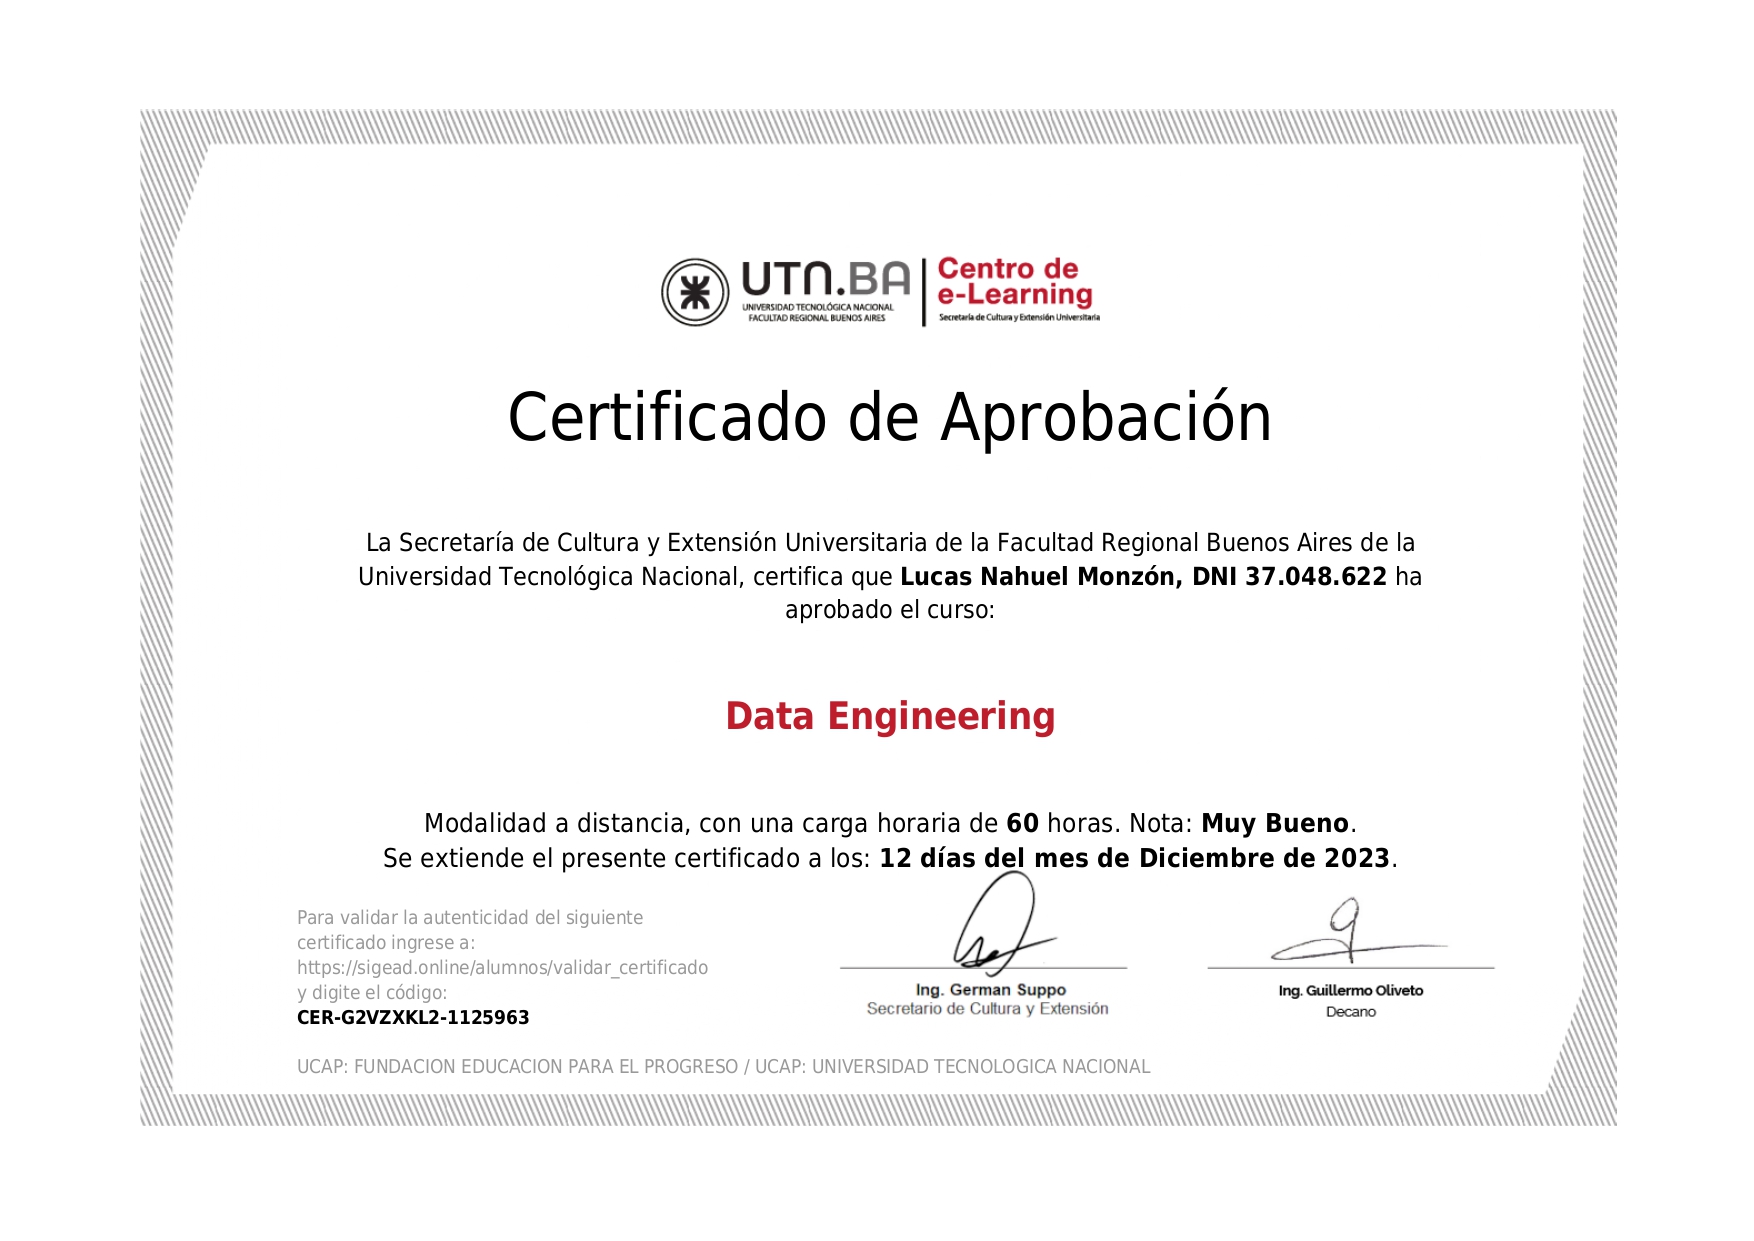 UTN.BA
UNIVERSIDAD TECNOLÓGICA NACIONAL
FACULTAD REGIONAL BUENOS AIRES
Centro de
e-Learning
Secretaría de Cultura y Extensión Universitaria
Certificado de Aprobación
La Secretaría de Cultura y Extensión Universitaria de la Facultad Regional Buenos Aires de la
Universidad Tecnológica Nacional, certifica que Lucas Nahuel Monzón, DNI 37.048.622 ha
aprobado el curso:
Data Engineering
Modalidad a distancia, con una carga horaria de 60 horas. Nota: Muy Bueno.
Se extiende el presente certificado a los: 12 días del mes de Diciembre de 2023.
Para validar la autenticidad del siguiente
certificado ingrese a:
https://sigead.online/alumnos/validar_certificado
y digite el código:
CER-G2VZXKL2-1125963
Ing. German Suppo
Secretario de Cultura y Extensión
Ing. Guillermo Oliveto
Decano
UCAP: FUNDACION EDUCACION PARA EL PROGRESO / UCAP: UNIVERSIDAD TECNOLOGICA NACIONAL